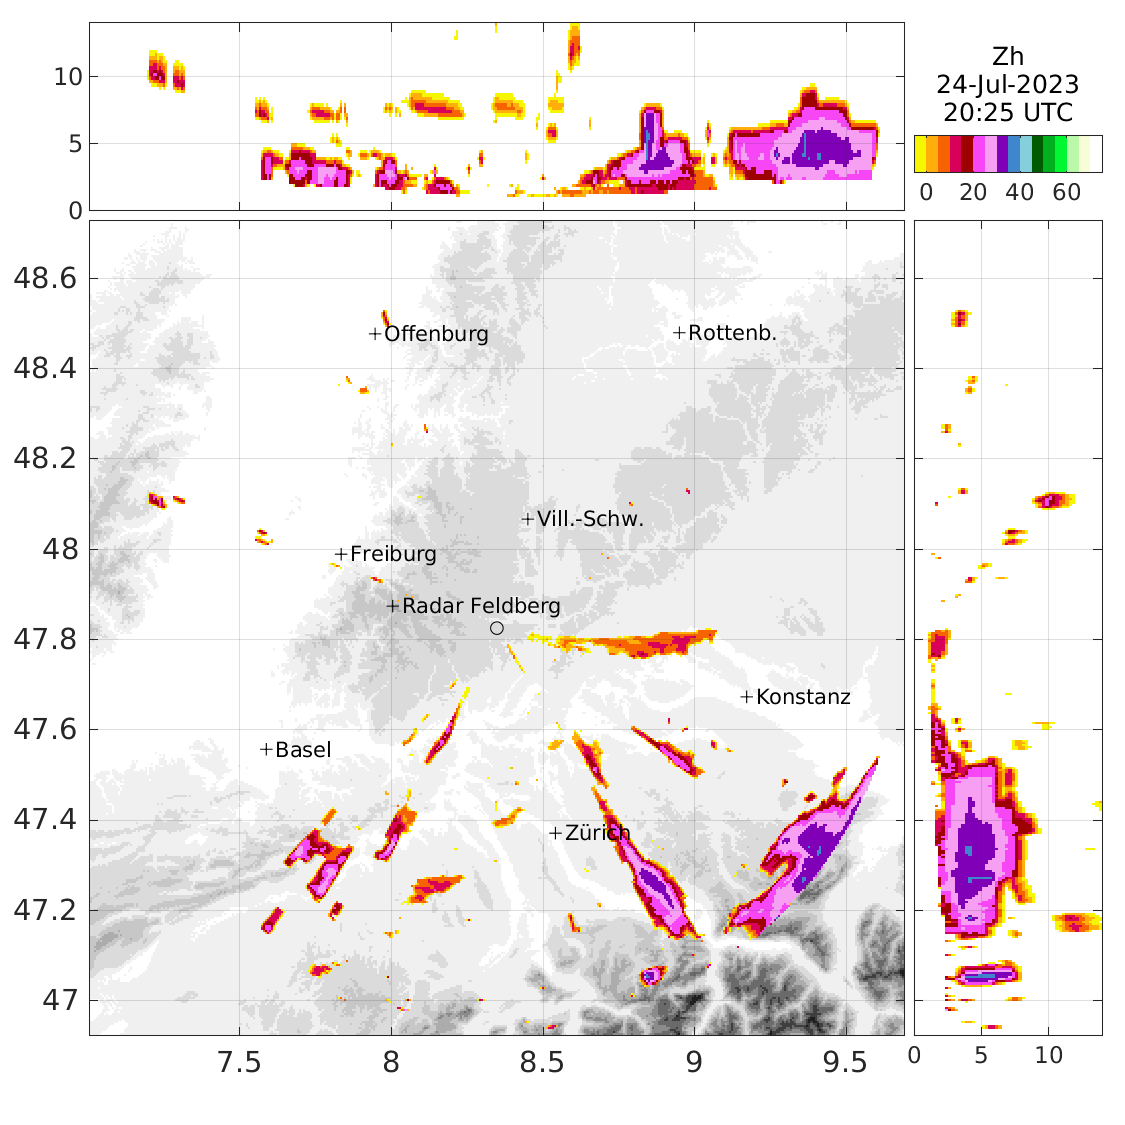 Zh
24-Jul-2023
20:25 UTC
0 20 40 60
10
5
0
48.6
48.4
48.2
48
47.8
47.6
47.4
47.2
47
+Offenburg
+Rottenb.
+Vill.-Schw.
+Freiburg
+Radar Feldberg
+Konstanz
+Basel
+Zürich
7.5 8 8.5 9 9.5
0 5 10